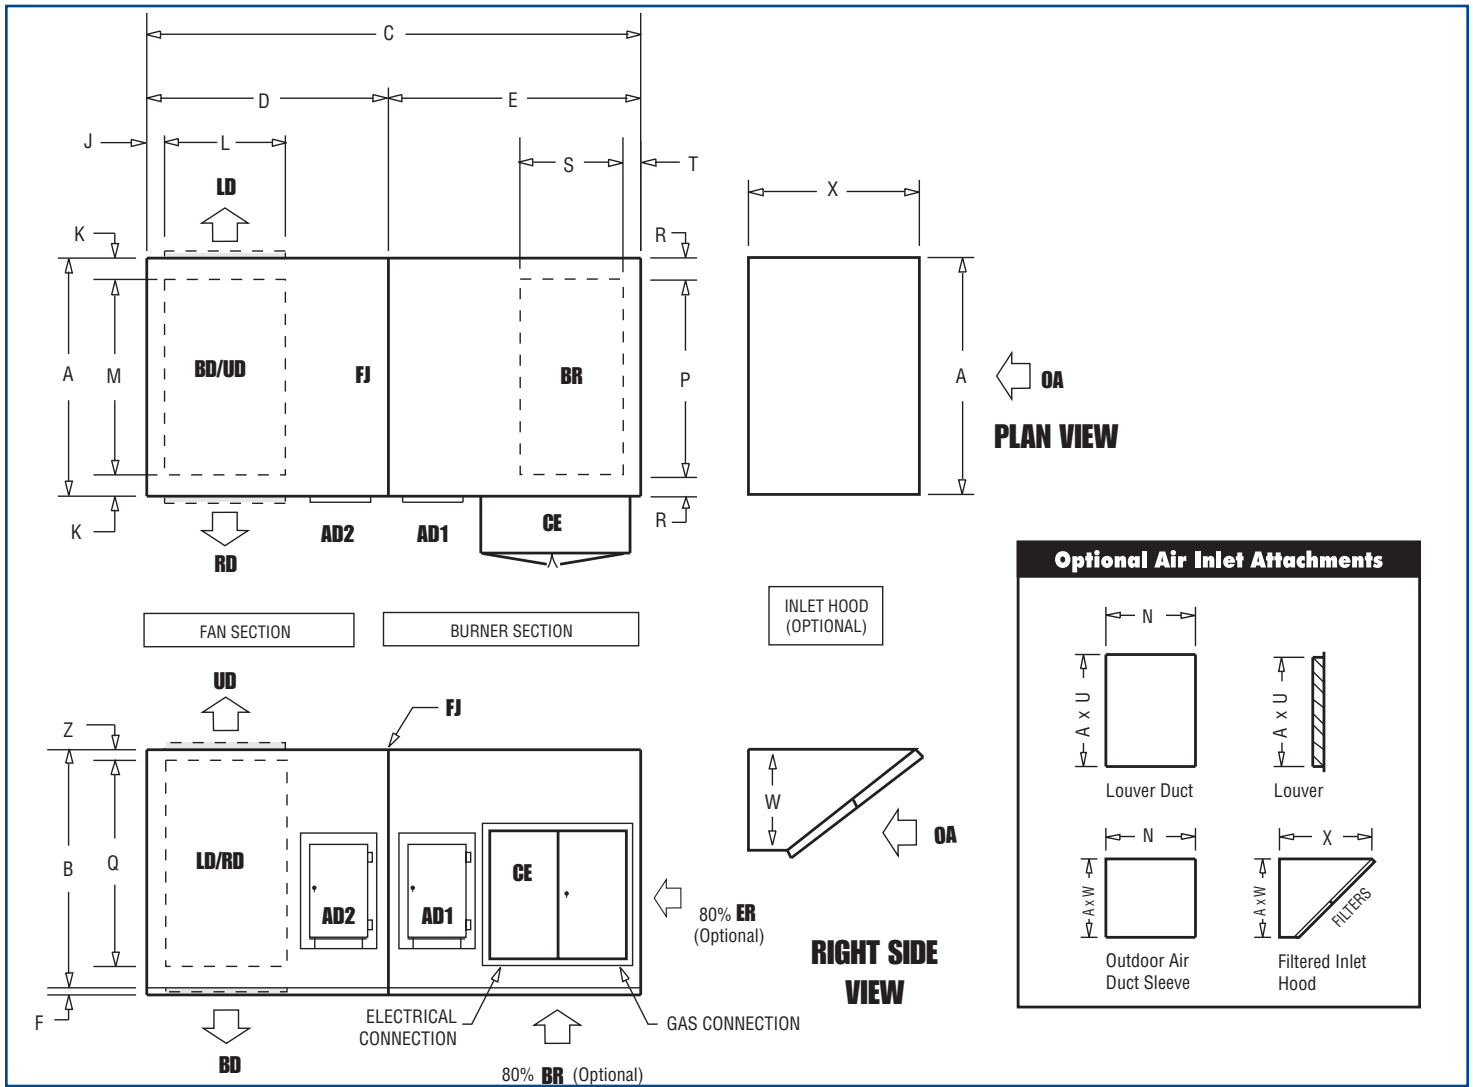 C
D
E
J
L
S
T
LD
X
K
R
A
M
BD/UD
FJ
BR
P
A
OA
PLAN VIEW
K
RD
AD2
AD1
CE
R
Optional Air Inlet Attachments
FAN SECTION
BURNER SECTION
INLET HOOD
(OPTIONAL)
N
A x U
Louver Duct
A x U
Louver
UD
Z
FJ
B
Q
LD/RD
AD2
AD1
CE
W
OA
80% ER
(Optional)
RIGHT SIDE
VIEW
N
A x W
Outdoor Air
Duct Sleeve
X
A x W
FILTERS
Filtered Inlet
Hood
F
BD
ELECTRICAL
CONNECTION
GAS CONNECTION
80% BR (Optional)